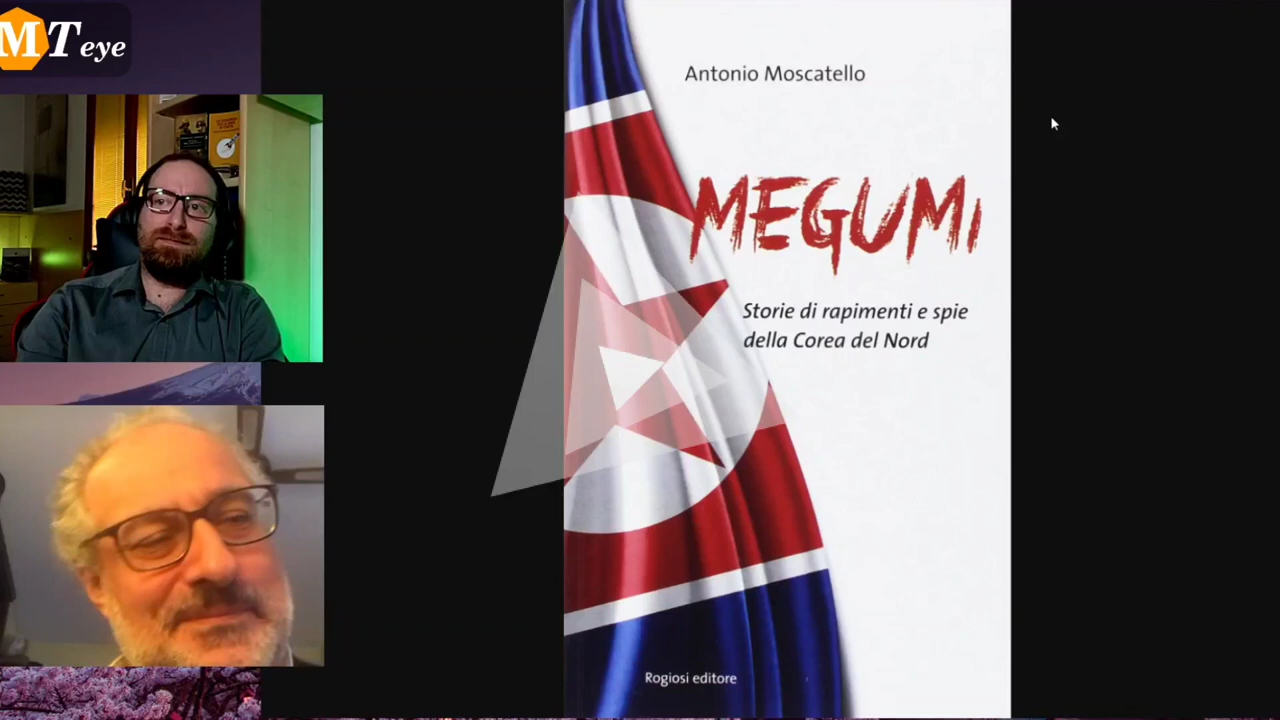 MT eye
Antonio Moscatello
MEGUMI
Storie di rapimenti e spie
della Corea del Nord
Rogiosi editore